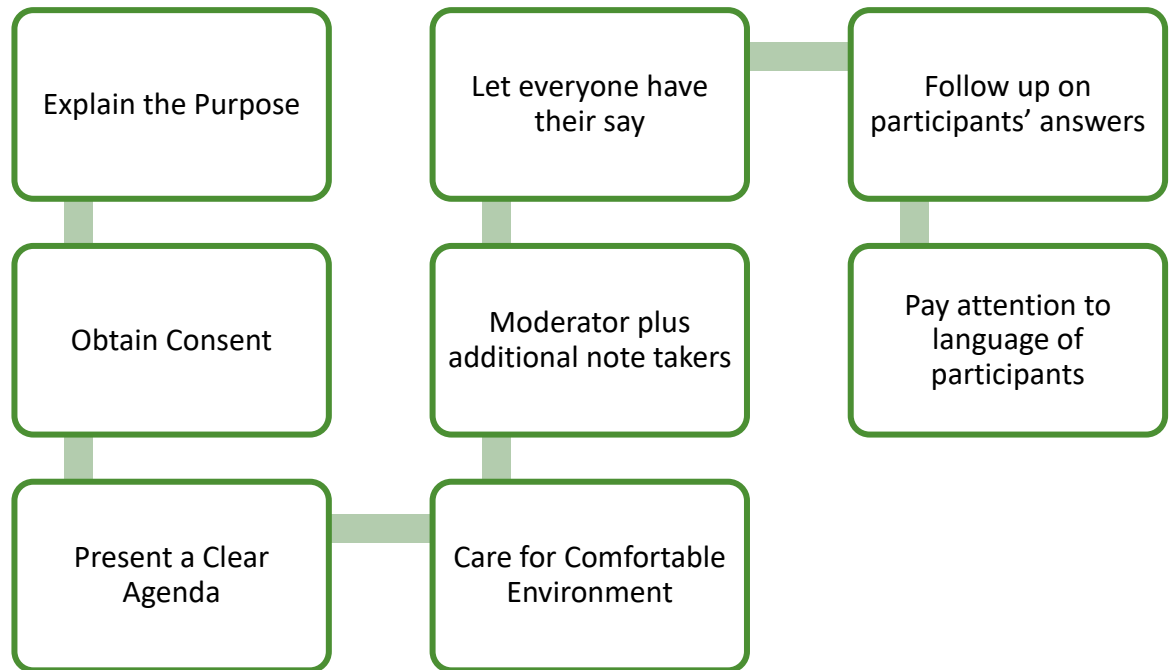 Explain the Purpose
Obtain Consent
Present a Clear
Agenda
Care for Comfortable
Environment
Moderator plus
additional note takers
Let everyone have
their say
Follow up on
participants’ answers
Pay attention to
language of
participants